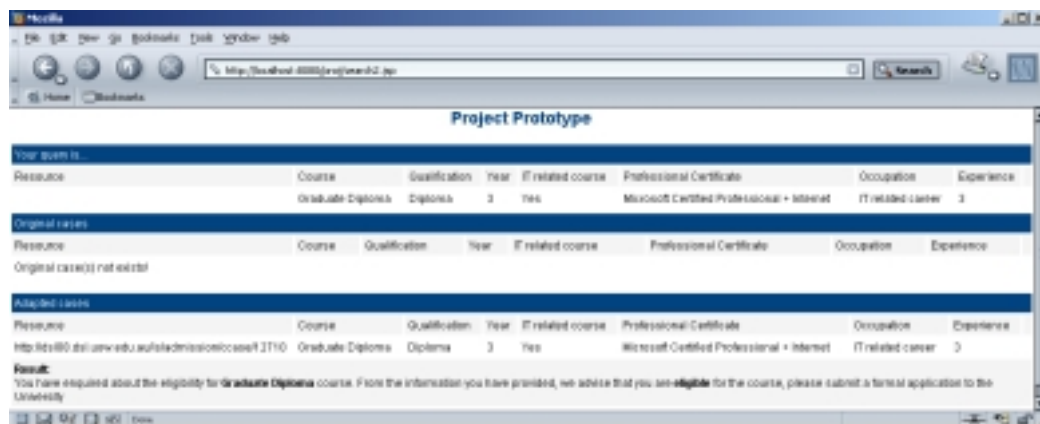 Mozilla
File Edit View Go Bookmarks Tools Window Help
Search
Home Bookmarks
Project Prototype
Your query is...
Resource Course Qualification Year IT related course Professional Certificate Occupation Experience
Graduate Diploma Diploma 3 Yes Microsoft Certified Professional + Internet IT related career 3
Original cases
Resource Course Qualification Year IT related course Professional Certificate Occupation Experience
Original case(s) not exists!
Adapted cases
Resource Course Qualification Year IT related course Professional Certificate Occupation Experience
Graduate Diploma Diploma 3 Yes Microsoft Certified Professional + Internet IT related career 3
Result:
You have enquired about the eligibility for Graduate Diploma course. From the information you have provided, we advise that you are eligible for the course, please submit a formal application to the
University
Done